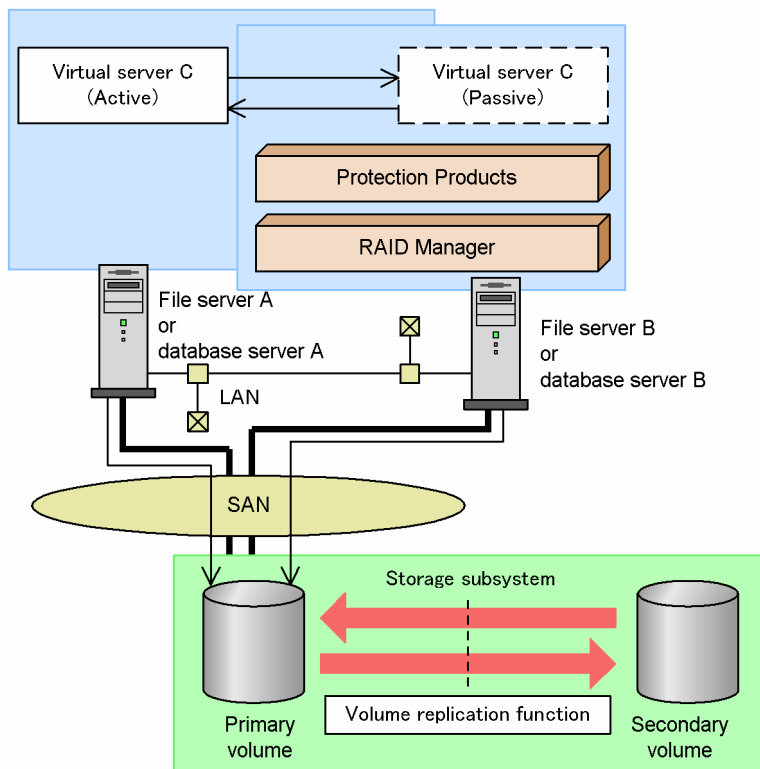 Virtual server C
(Active)
Virtual server C
(Passive)
Protection Products
RAID Manager
File server A
or
database server A
File server B
or
database server B
LAN
SAN
Storage subsystem
Volume replication function
Primary
volume
Secondary
volume